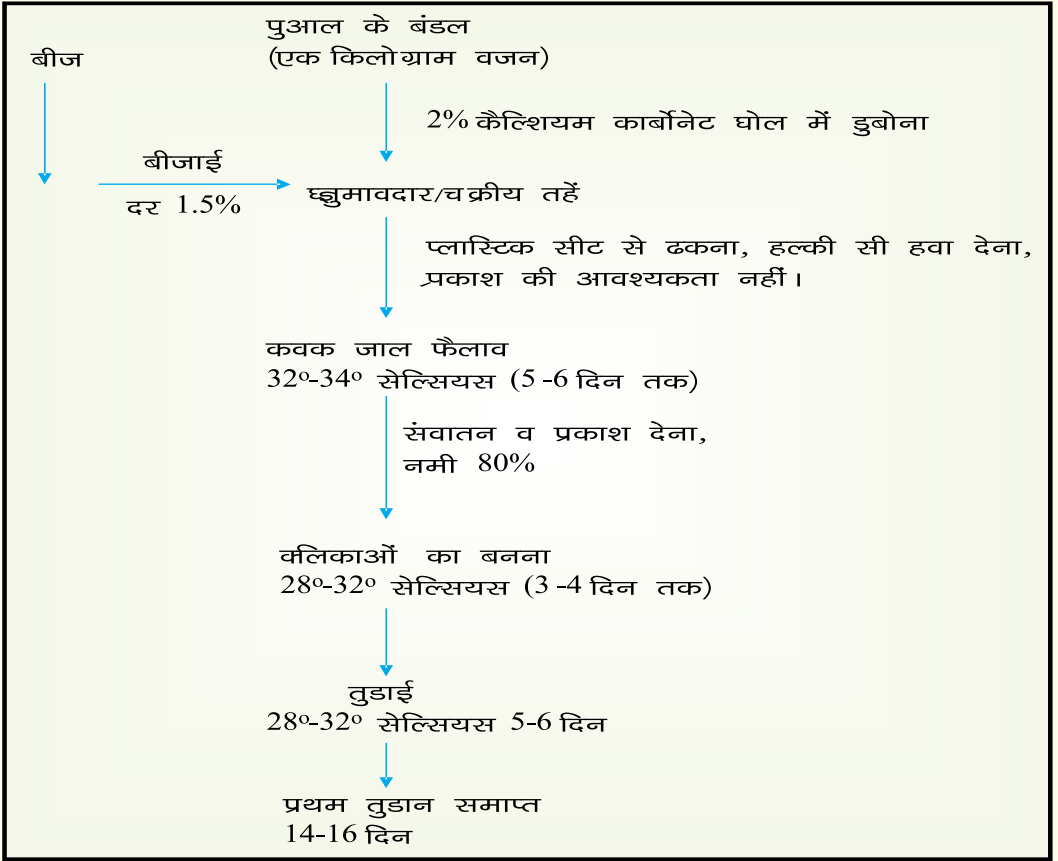 पुआल के बंडल
(एक किलोग्राम वजन)
बीज
2% कैल्शियम कार्बोनेट घोल में डुबोना
बीजाई
दर 1.5%
घ्झुमावदार/चक्रीय तहें
प्लास्टिक सीट से ढकना, हल्की सी हवा देना,
प्रकाश की आवश्यकता नहीं।
कवक जाल फैलाव
32º-34º सेल्सियस (5-6 दिन तक)
संवातन व प्रकाश देना,
नमी 80%
क्लिकाओं का बनना
28º-32º सेल्सियस (3-4 दिन तक)
तुडाई
28º-32º सेल्सियस 5-6 दिन
प्रथम तुडान समाप्त
14-16 दिन